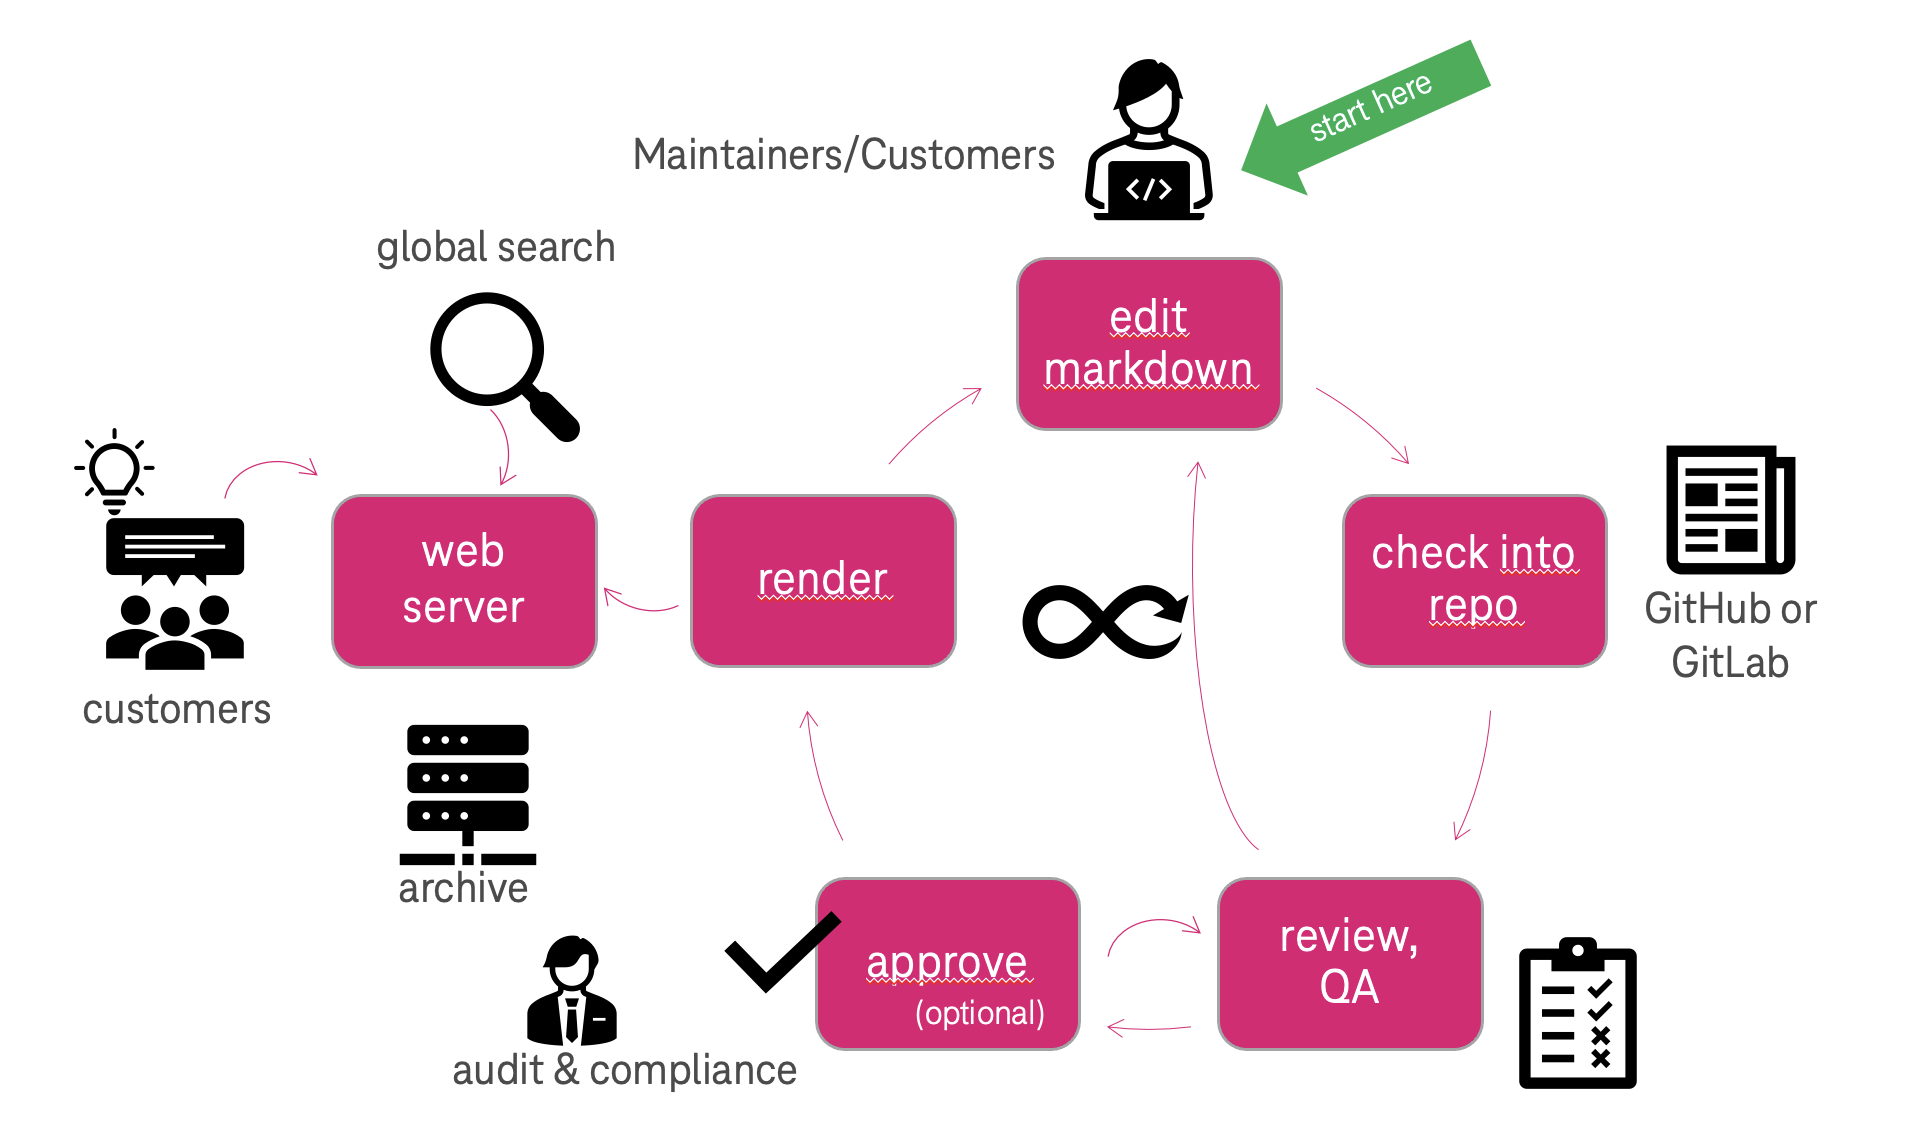 start here
Maintainers/Customers
</>
global search
edit
markdown
web
server
render
check into
repo
GitHub or
GitLab
customers
archive
approve
(optional)
review,
QA
audit & compliance